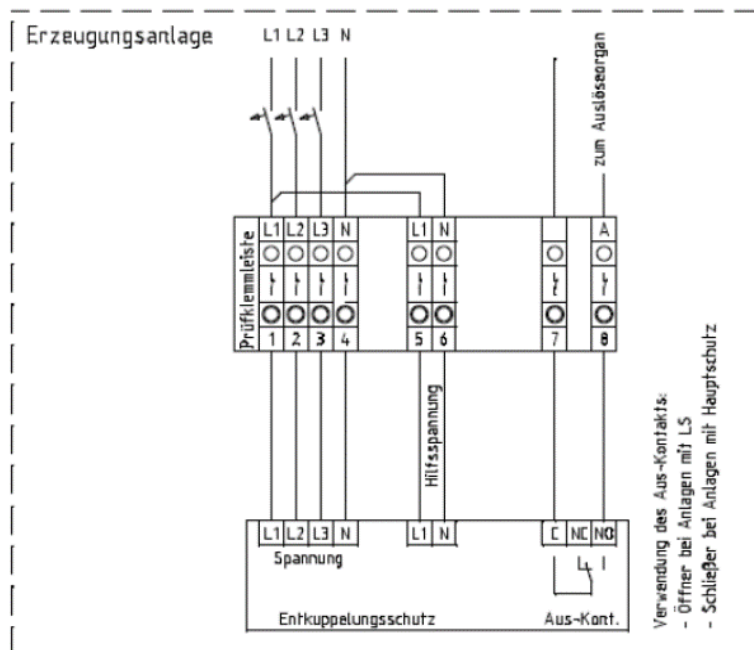 Erzeugungsanlage
L1 L2 L3 N
zum Auslöseorgan
Prüfklemmleiste
L1 L2 L3 N L1 N A
1 2 3 4 5 6 7 8
Hilfsspannung
L1 L2 L3 N L1 N C NC NO
Spannung
Entkuppelungsschutz Aus-Kont.
Verwendung des Aus-Kontakts:
- Öffner bei Anlagen mit LS
- Schließer bei Anlagen mit Hauptschutz